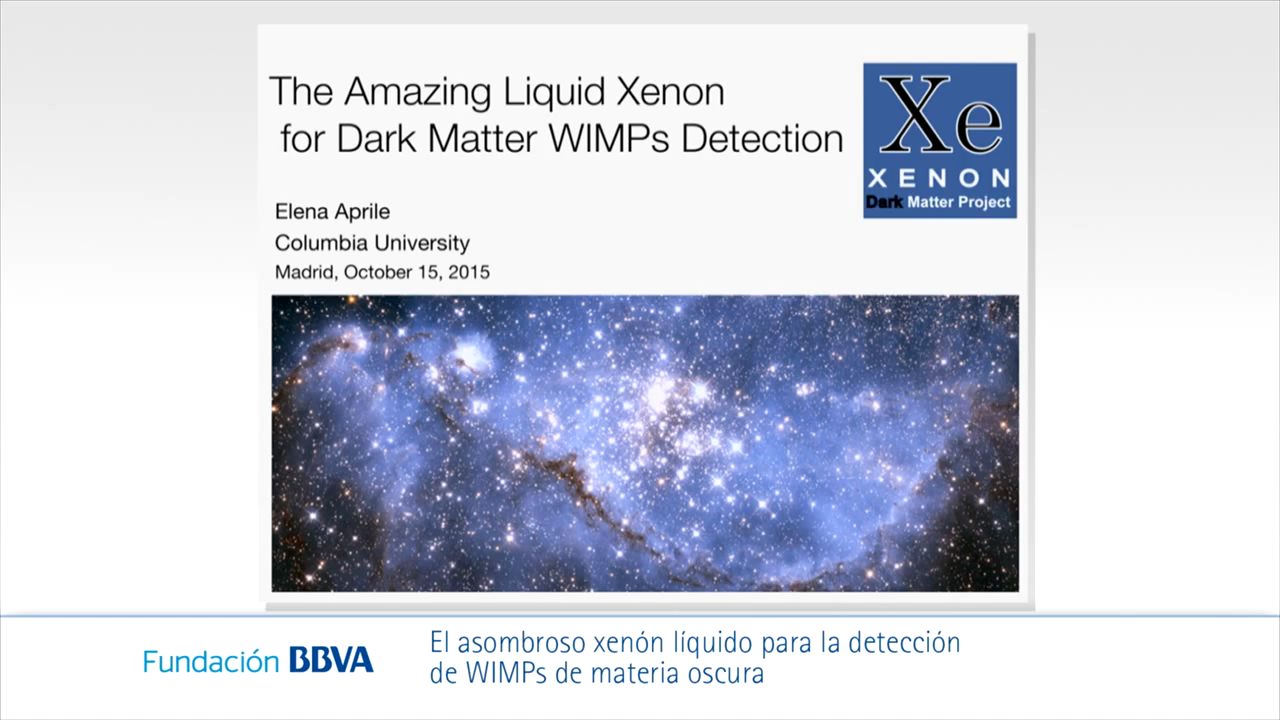 The Amazing Liquid Xenon
for Dark Matter WIMPs Detection
Xe
XENON
Dark Matter Project
Elena Aprile
Columbia University
Madrid, October 15, 2015
Fundación BBVA
El asombroso xenón líquido para la detección
de WIMPs de materia oscura